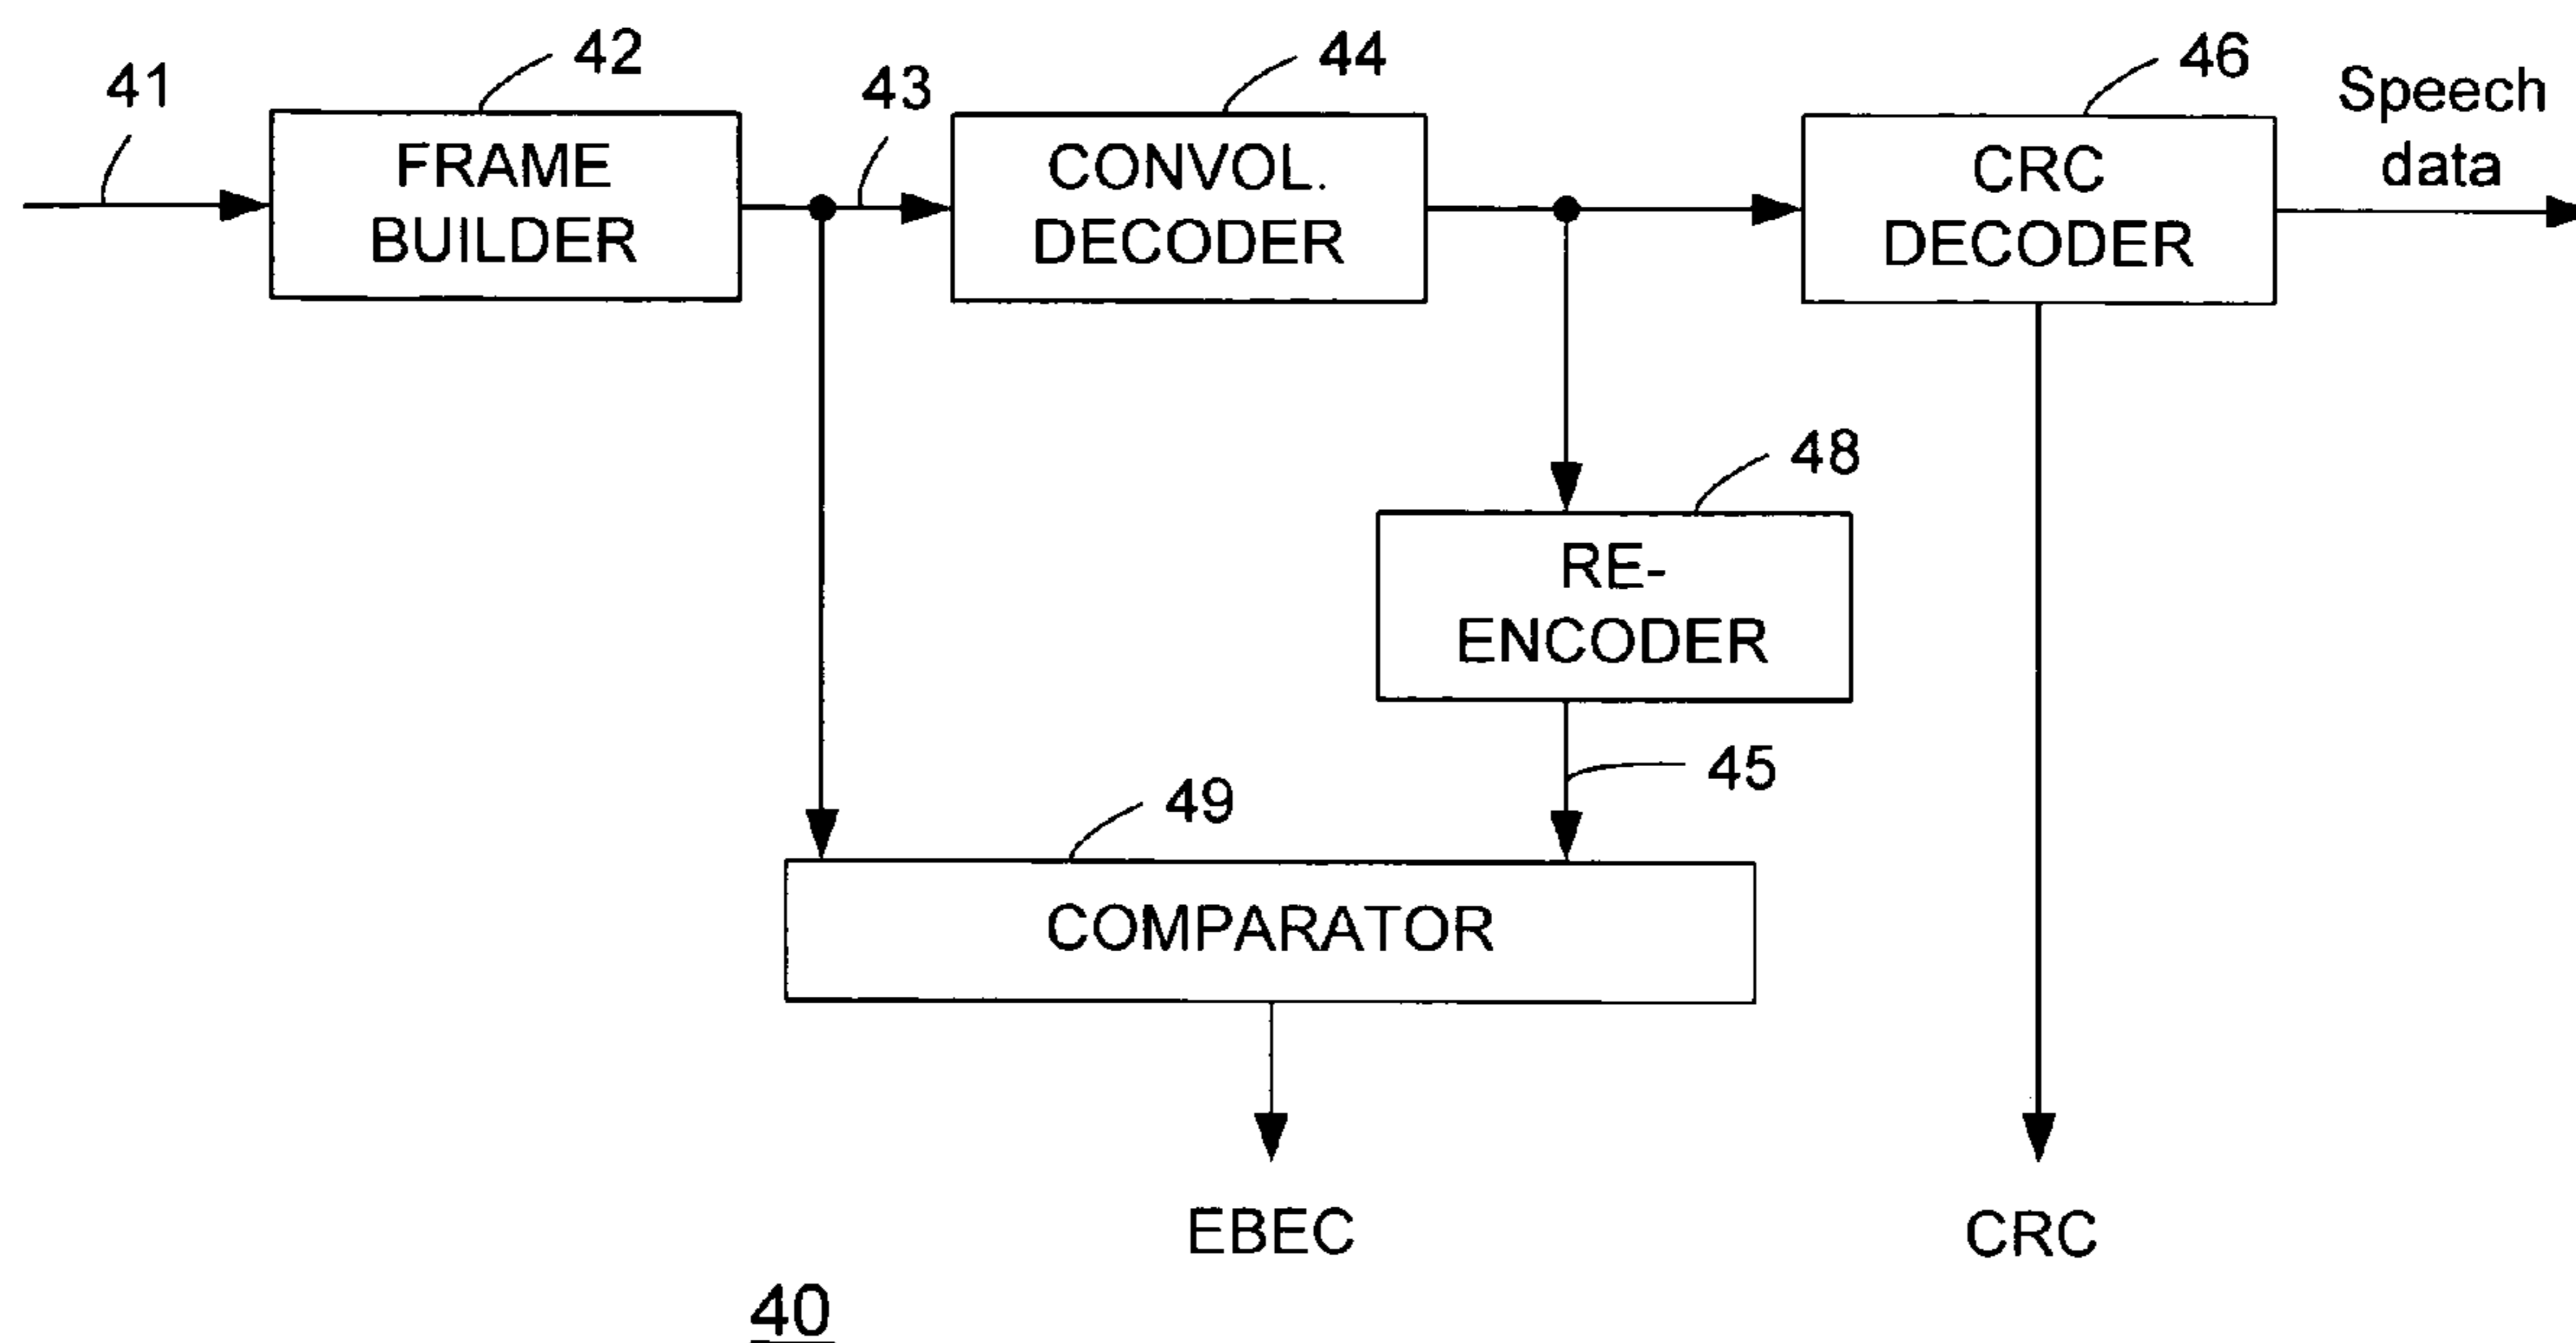 41
42
43
44
46
Speech
data
FRAME
BUILDER
CONVOL.
DECODER
CRC
DECODER
48
RE-
ENCODER
45
49
COMPARATOR
EBEC
CRC
40